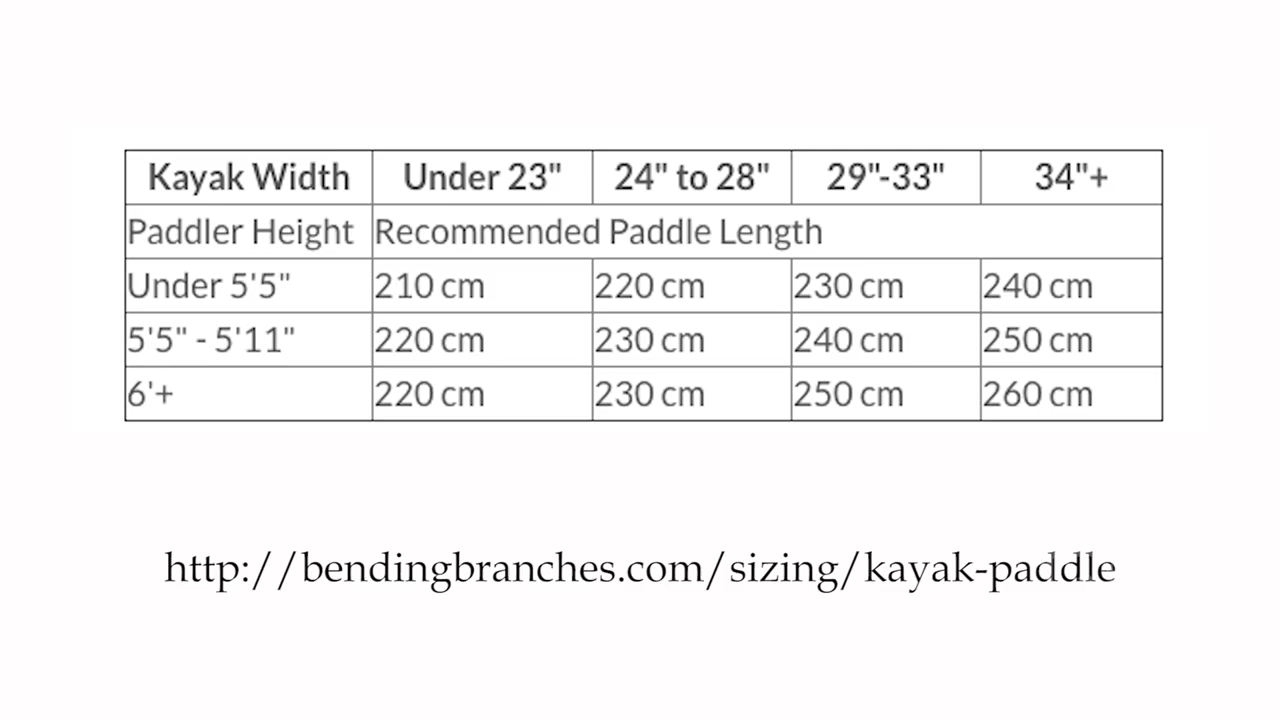 Kayak Width Under 23" 24" to 28" 29"-33" 34"+
Paddler Height Recommended Paddle Length
Under 5'5" 210 cm 220 cm 230 cm 240 cm
5'5" - 5'11" 220 cm 230 cm 240 cm 250 cm
6'+ 220 cm 230 cm 250 cm 260 cm
http://bendingbranches.com/sizing/kayak-paddle